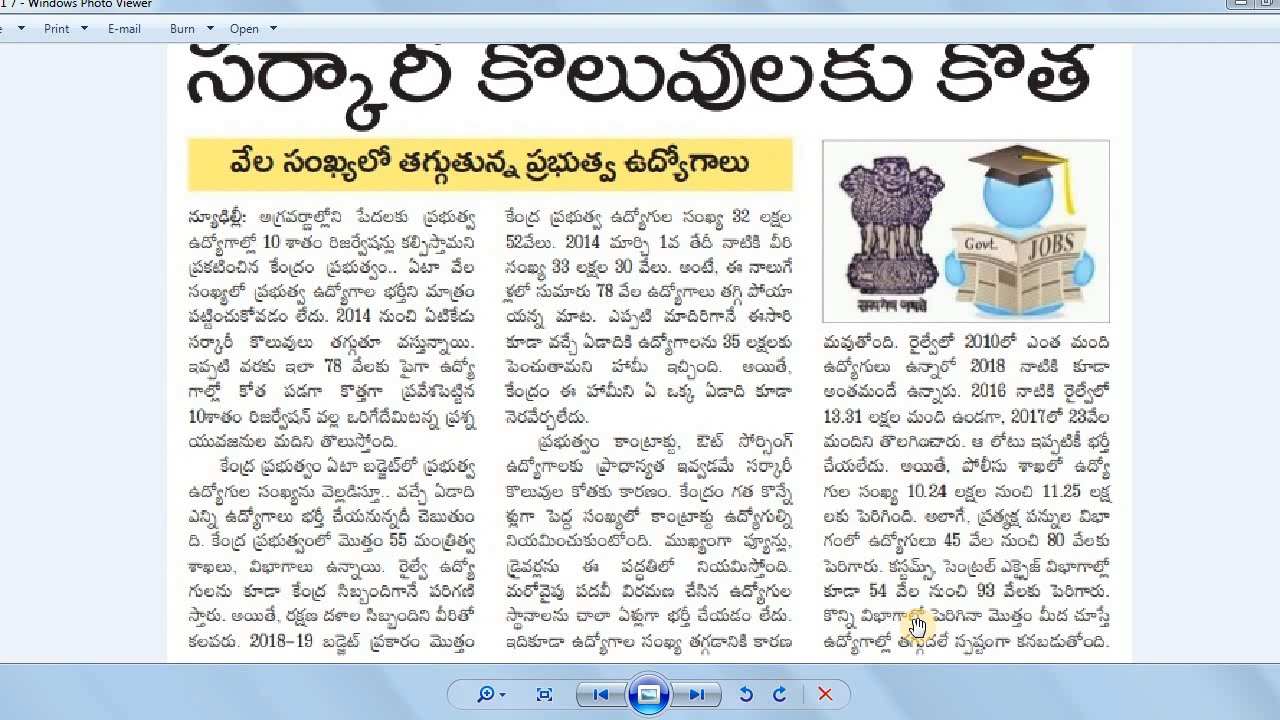 1 7 - Windows Photo Viewer
Print
E-mail
Burn
Open
సర్కారీ కొలువులకు కోత
వేల సంఖ్యలో తగ్గుతున్న ప్రభుత్వ ఉద్యోగాలు
న్యూఢిల్లీ: అగ్రవర్ణాల్లోని పేదలకు ప్రభుత్వ
ఉద్యోగాల్లో 10 శాతం రిజర్వేషన్లు కల్పిస్తామని
ప్రకటించిన కేంద్రం ప్రభుత్వం.. ఏటా వేల
సంఖ్యలో ప్రభుత్వ ఉద్యోగాల భర్తీని మాత్రం
పట్టించుకోవడం లేదు. 2014 నుంచి ఏటికేడు
సర్కారీ కొలువులు తగ్గుతూ వస్తున్నాయి.
ఇప్పటి వరకు ఇలా 78 వేలకు పైగా ఉద్యో
గాల్లో కోత పడగా కొత్తగా ప్రవేశపెట్టిన
10శాతం రిజర్వేషన్ వల్ల ఒరిగేదేమిటన్న ప్రశ్న
యువజనుల మదిని తొలుస్తోంది.
కేంద్ర ప్రభుత్వం ఏటా బడ్జెట్‌లో ప్రభుత్వ
ఉద్యోగుల సంఖ్యను వెల్లడిస్తూ.. వచ్చే ఏడాది
ఎన్ని ఉద్యోగాలు భర్తీ చేయనున్నదీ చెబుతుం
ది. కేంద్ర ప్రభుత్వంలో మొత్తం 55 మంత్రిత్వ
శాఖలు, విభాగాలు ఉన్నాయి. రైల్వే ఉద్యో
గులను కూడా కేంద్ర సిబ్బందిగానే పరిగణి
స్తారు. అయితే, రక్షణ దళాల సిబ్బందిని వీరితో
కలపరు. 2018-19 బడ్జెట్ ప్రకారం మొత్తం
కేంద్ర ప్రభుత్వ ఉద్యోగుల సంఖ్య 32 లక్షల
52వేలు. 2014 మార్చి 1వ తేదీ నాటికి వీరి
సంఖ్య 33 లక్షల 30 వేలు. అంటే, ఈ నాలుగే
ళ్లలో సుమారు 78 వేల ఉద్యోగాలు తగ్గి పోయా
యన్న మాట. ఎప్పటి మాదిరిగానే ఈసారి
కూడా వచ్చే ఏడాదికి ఉద్యోగాలను 35 లక్షలకు
పెంచుతామని హామీ ఇచ్చింది. అయితే,
కేంద్రం ఈ హామీని ఏ ఒక్క ఏడాది కూడా
నెరవేర్చలేదు.
ప్రభుత్వం కాంట్రాక్టు, ఔట్ సోర్సింగ్
ఉద్యోగాలకు ప్రాధాన్యత ఇవ్వడమే సర్కారీ
కొలువుల కోతకు కారణం. కేంద్రం గత కొన్నే
ళ్లుగా పెద్ద సంఖ్యలో కాంట్రాక్టు ఉద్యోగుల్ని
నియమించుకుంటోంది. ముఖ్యంగా ప్యూన్లు,
డ్రైవర్లను ఈ పద్ధతిలో నియమిస్తోంది.
మరోవైపు పదవీ విరమణ చేసిన ఉద్యోగుల
స్థానాలను చాలా ఏళ్లుగా భర్తీ చేయడం లేదు.
ఇదికూడా ఉద్యోగాల సంఖ్య తగ్గడానికి కారణ
Govt. JOBS
सत्यमेव जयते
మవుతోంది. రైల్వేలో 2010లో ఎంత మంది
ఉద్యోగులు ఉన్నారో 2018 నాటికి కూడా
అంతమందే ఉన్నారు. 2016 నాటికి రైల్వేలో
13.31 లక్షల మంది ఉండగా, 2017లో 23వేల
మందిని తొలగించారు. ఆ లోటు ఇప్పటికీ భర్తీ
చేయలేదు. అయితే, పోలీసు శాఖలో ఉద్యో
గుల సంఖ్య 10.24 లక్షల నుంచి 11.25 లక్ష
లకు పెరిగింది. అలాగే, ప్రత్యక్ష పన్నుల విభా
గంలో ఉద్యోగులు 45 వేల నుంచి 80 వేలకు
పెరిగారు. కస్టమ్స్, సెంట్రల్ ఎక్సైజ్ విభాగాల్లో
కూడా 54 వేల నుంచి 93 వేలకు పెరిగారు.
కొన్ని పెరిగినా మొత్తం మీద చూస్తే
ఉద్యోగాల్లో తగ్గుదలే స్పష్టంగా కనబడుతోంది.